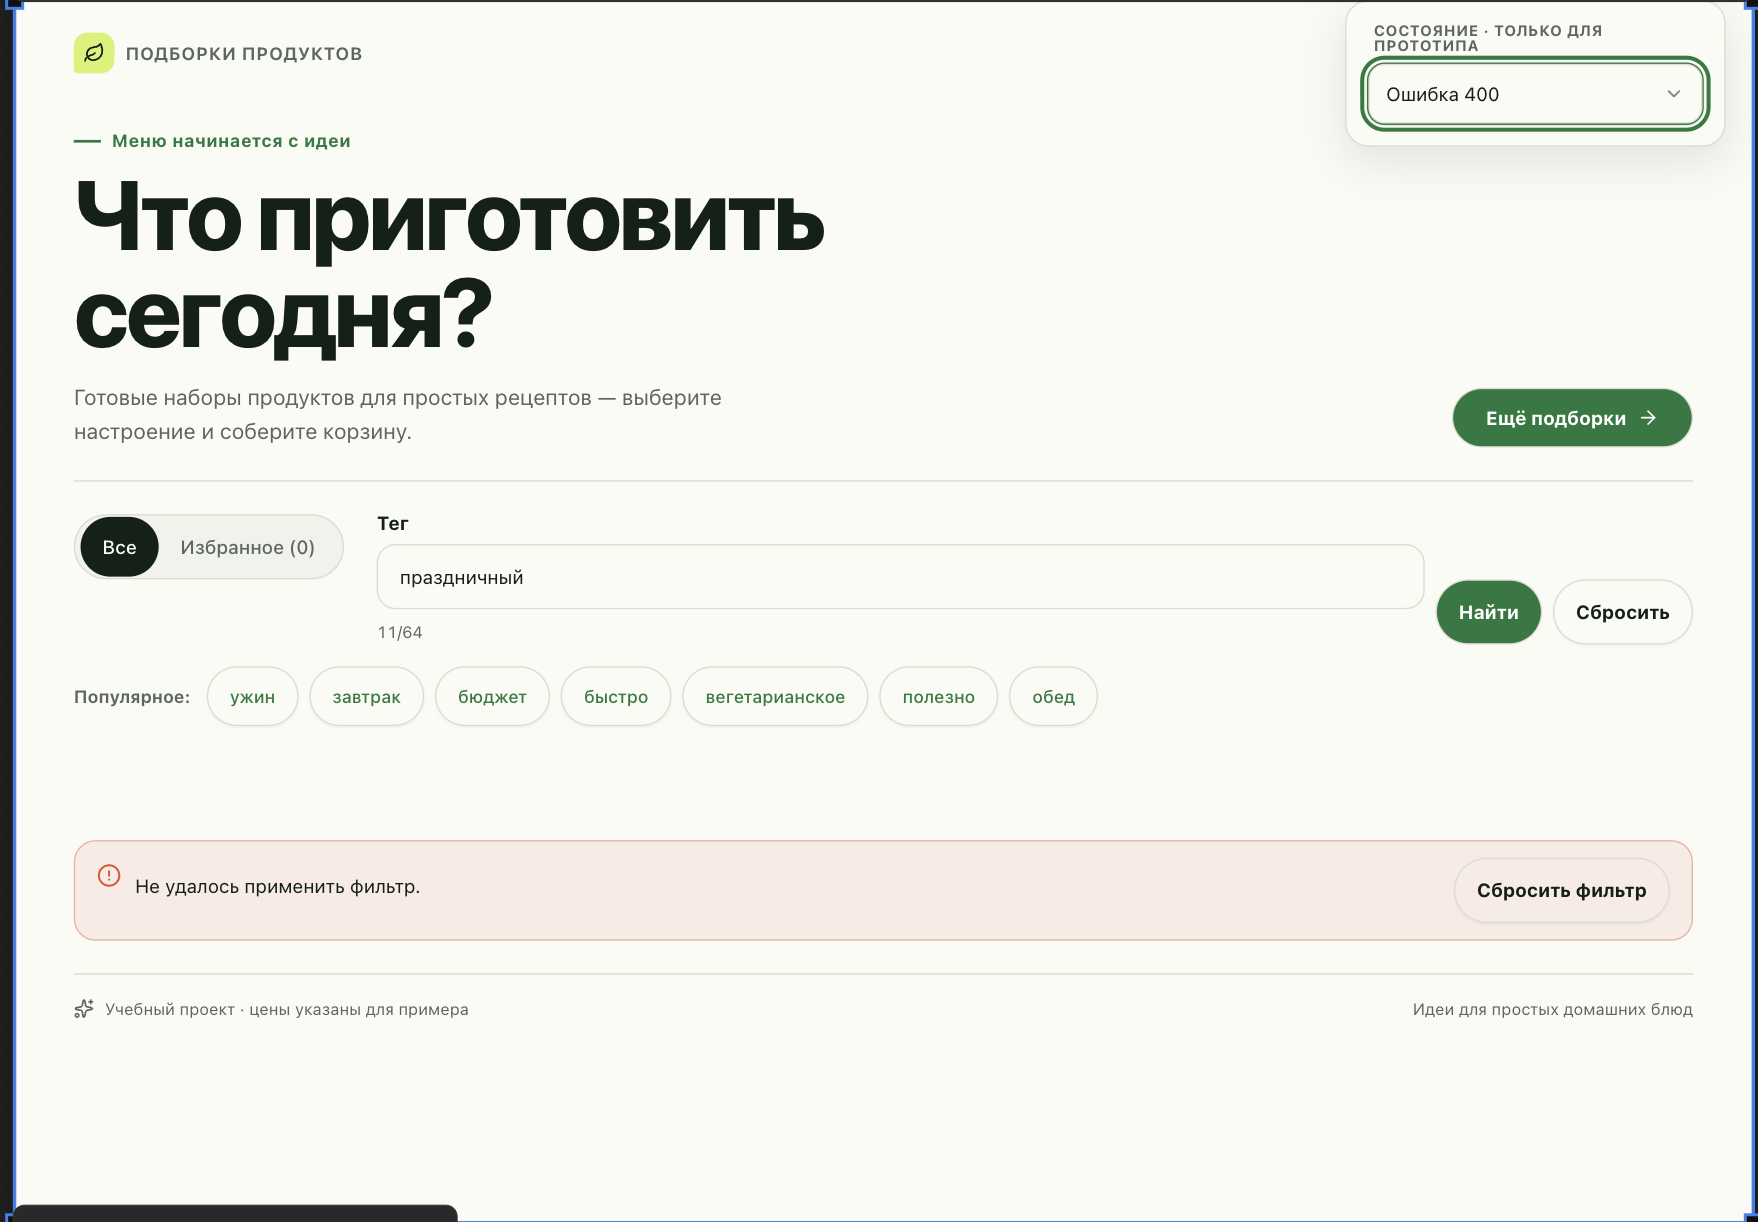 ПОДБОРКИ ПРОДУКТОВ
СОСТОЯНИЕ · ТОЛЬКО ДЛЯ
ПРОТОТИПА
Ошибка 400
Меню начинается с идеи
Что приготовить
сегодня?
Готовые наборы продуктов для простых рецептов — выберите
настроение и соберите корзину.
Ещё подборки
Все
Избранное (0)
Тег
праздничный
11/64
Найти
Сбросить
Популярное:
ужин
завтрак
бюджет
быстро
вегетарианское
полезно
обед
Не удалось применить фильтр.
Сбросить фильтр
Учебный проект · цены указаны для примера
Идеи для простых домашних блюд